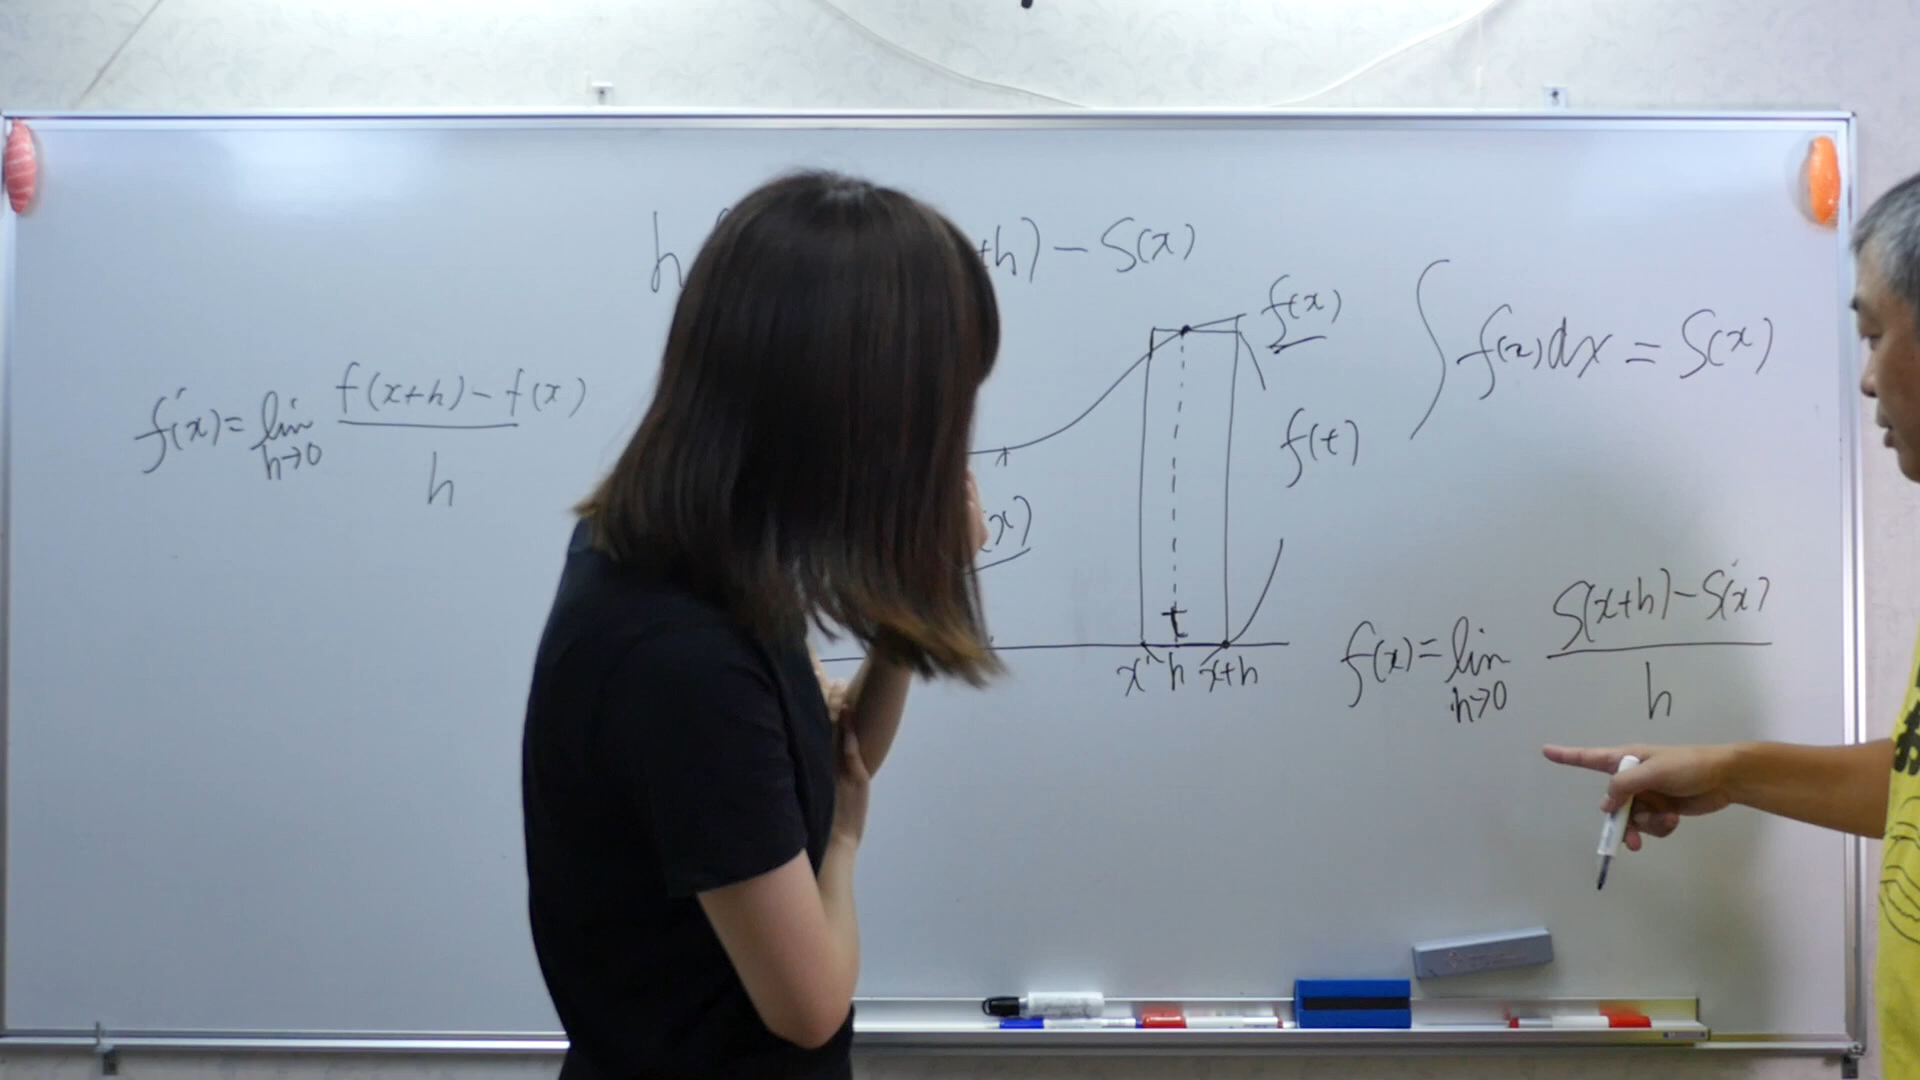 h +h) - S(x)
f'(x) = lim h→0 f(x+h) - f(x) / h
f(x)
∫ f(x)dx = S(x)
f(t)
(x)
t
x h x+h
f(x) = lim h→0 S(x+h) - S(x) / h